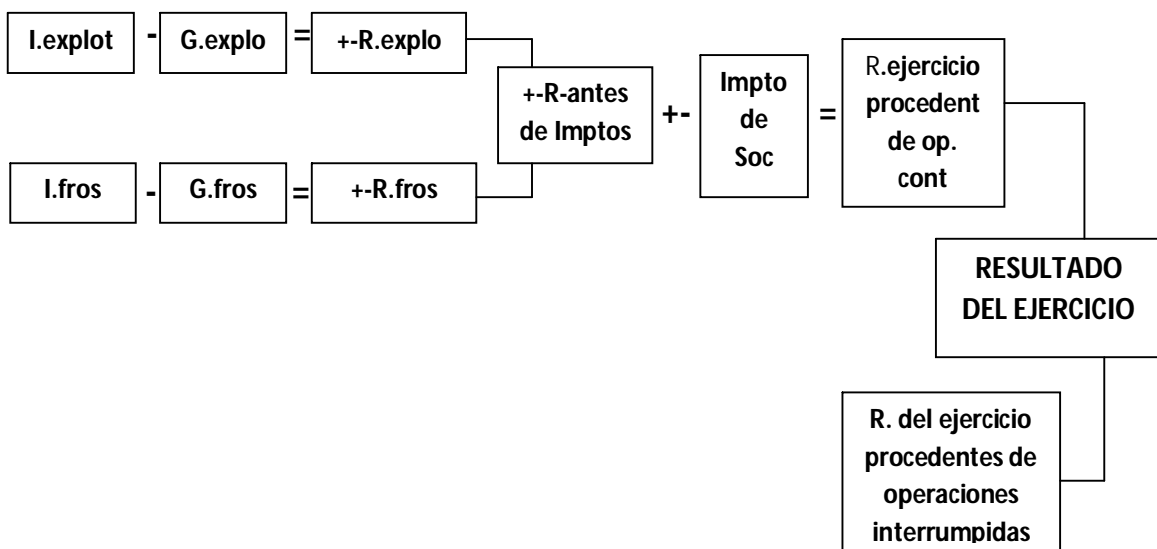 I.explot - G.explo = +-R.explo
+-R-antes
de Imptos
+-
Impto
de
Soc
=
R.ejercicio
procedent
de op.
cont
I.fros - G.fros = +-R.fros
RESULTADO
DEL EJERCICIO
R. del ejercicio
procedentes de
operaciones
interrumpidas